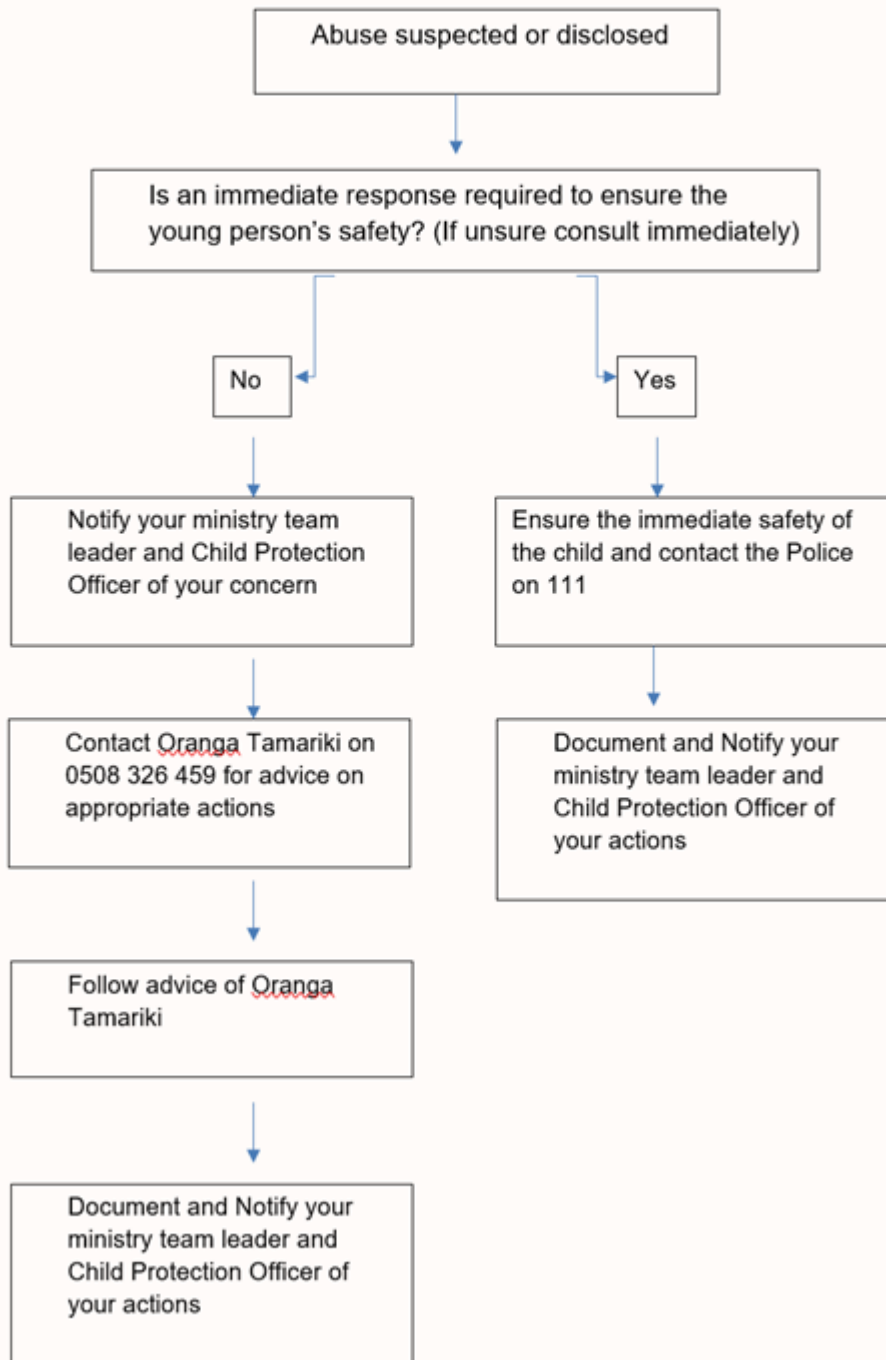 Abuse suspected or disclosed
Is an immediate response required to ensure the
young person's safety? (If unsure consult immediately)
No
Yes
Notify your ministry team
leader and Child Protection
Officer of your concern
Ensure the immediate safety of
the child and contact the Police
on 111
Contact Oranga Tamariki on
0508 326 459 for advice on
appropriate actions
Document and Notify your
ministry team leader and
Child Protection Officer of
your actions
Follow advice of Oranga
Tamariki
Document and Notify your
ministry team leader and
Child Protection Officer of
your actions